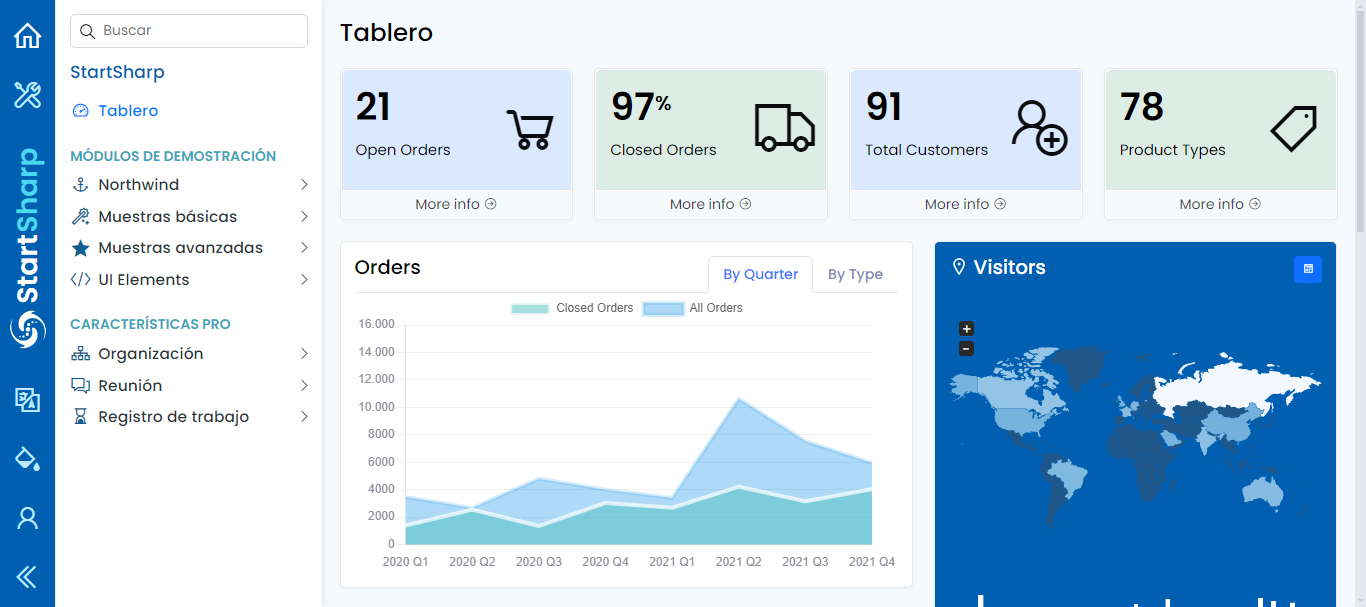 StartSharp
Buscar
StartSharp
Tablero
MÓDULOS DE DEMOSTRACIÓN
Northwind
Muestras básicas
Muestras avanzadas
UI Elements
CARACTERÍSTICAS PRO
Organización
Reunión
Registro de trabajo
Tablero
21
Open Orders
More info
97%
Closed Orders
More info
91
Total Customers
More info
78
Product Types
More info
Orders
By Quarter
By Type
Closed Orders
All Orders
16.000
14.000
12.000
10.000
8000
6000
4000
2000
0
2020 Q1
2020 Q2
2020 Q3
2020 Q4
2021 Q1
2021 Q2
2021 Q3
2021 Q4
Visitors
+
−